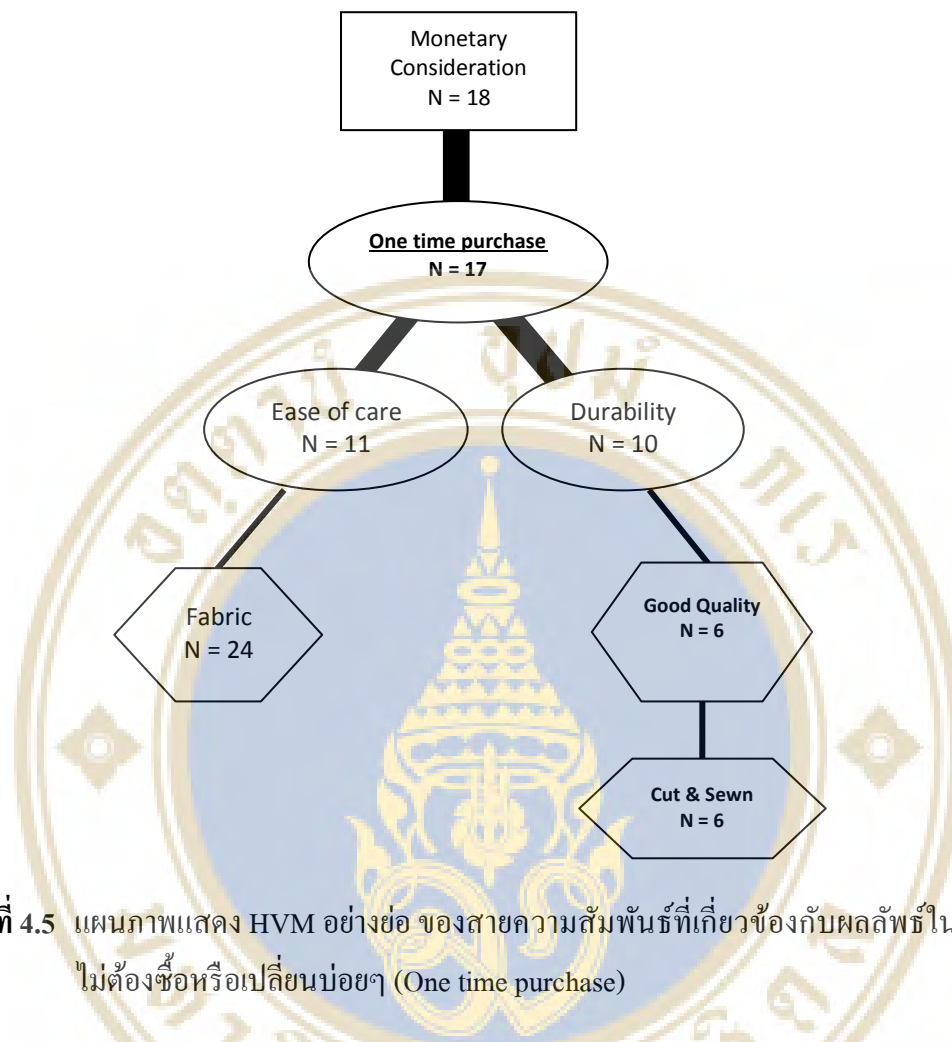 Monetary
Consideration
N = 18
One time purchase
N = 17
Ease of care
N = 11
Durability
N = 10
Fabric
N = 24
Good Quality
N = 6
Cut & Sewn
N = 6
ที่ 4.5 แผนภาพแสดง HVM อย่างย่อ ของสายความสัมพันธ์ที่เกี่ยวข้องกับผลลัพธ์ใน
ไม่ต้องซื้อหรือเปลี่ยนบ่อยๆ (One time purchase)